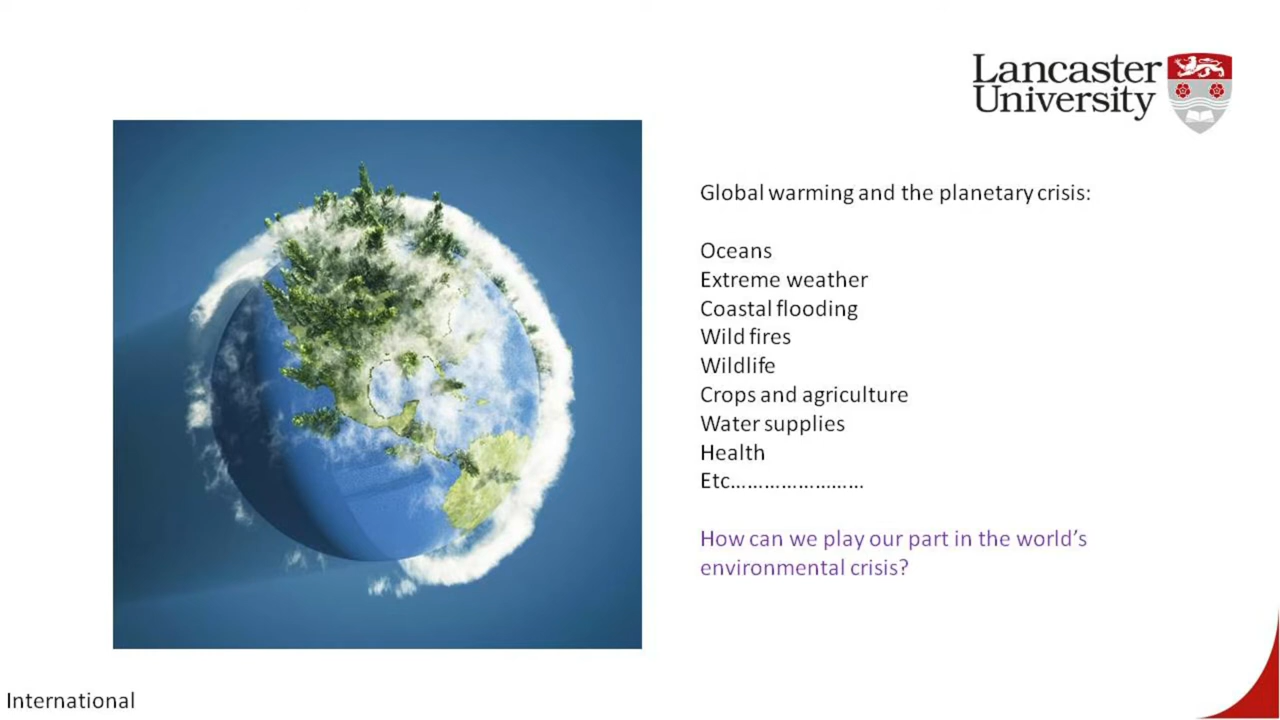 Lancaster
University
Global warming and the planetary crisis:
Oceans
Extreme weather
Coastal flooding
Wild fires
Wildlife
Crops and agriculture
Water supplies
Health
Etc……………………
How can we play our part in the world’s
environmental crisis?
International